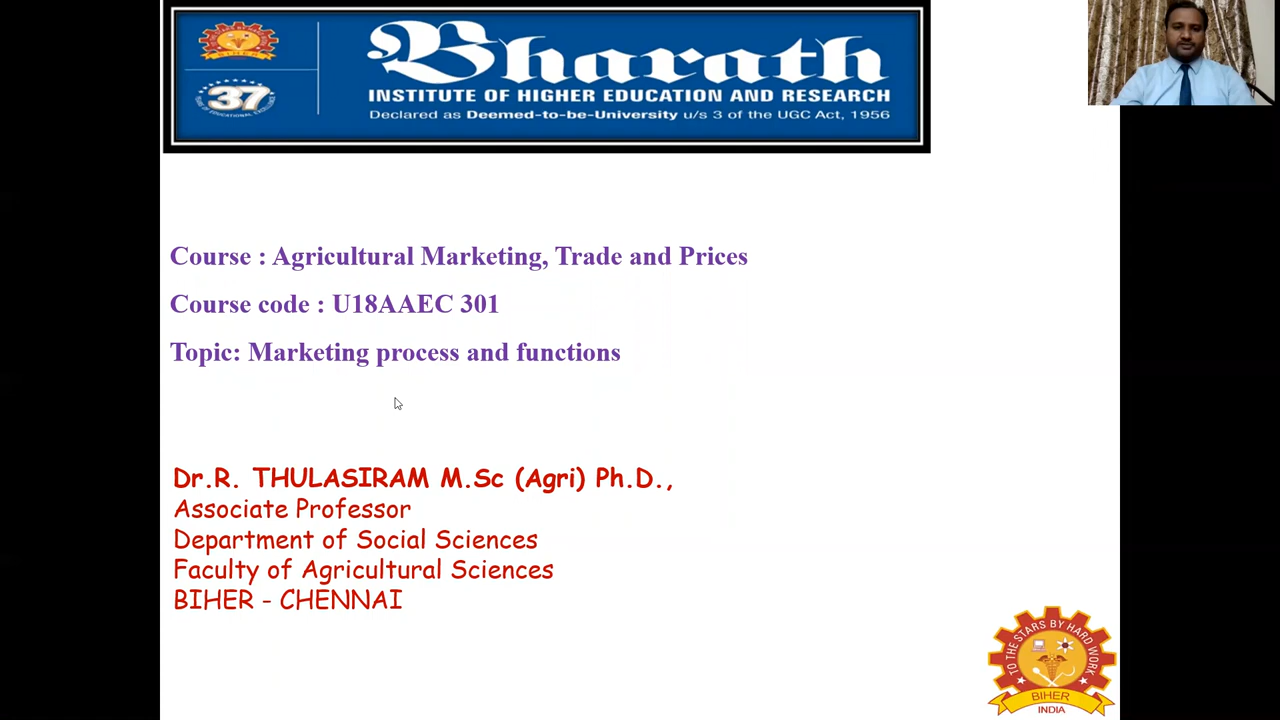 Bharath
INSTITUTE OF HIGHER EDUCATION AND RESEARCH
Declared as Deemed-to-be-University u/s 3 of the UGC Act, 1956
BIHER
37
Course : Agricultural Marketing, Trade and Prices
Course code : U18AAEC 301
Topic: Marketing process and functions
Dr.R. THULASIRAM M.Sc (Agri) Ph.D.,
Associate Professor
Department of Social Sciences
Faculty of Agricultural Sciences
BIHER - CHENNAI
TO THE STARS BY HARD WORK
BIHER
INDIA